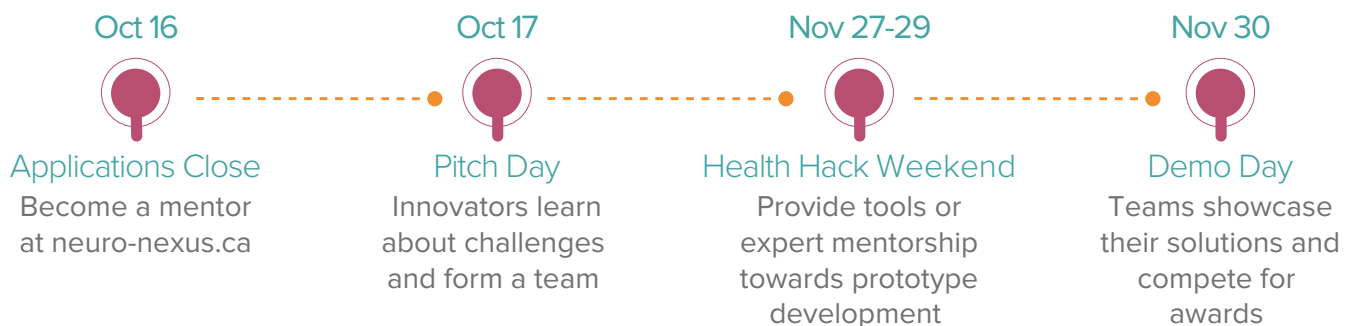 Oct 16
Applications Close
Become a mentor
at neuro-nexus.ca
Oct 17
Pitch Day
Innovators learn
about challenges
and form a team
Nov 27-29
Health Hack Weekend
Provide tools or
expert mentorship
towards prototype
development
Nov 30
Demo Day
Teams showcase
their solutions and
compete for
awards